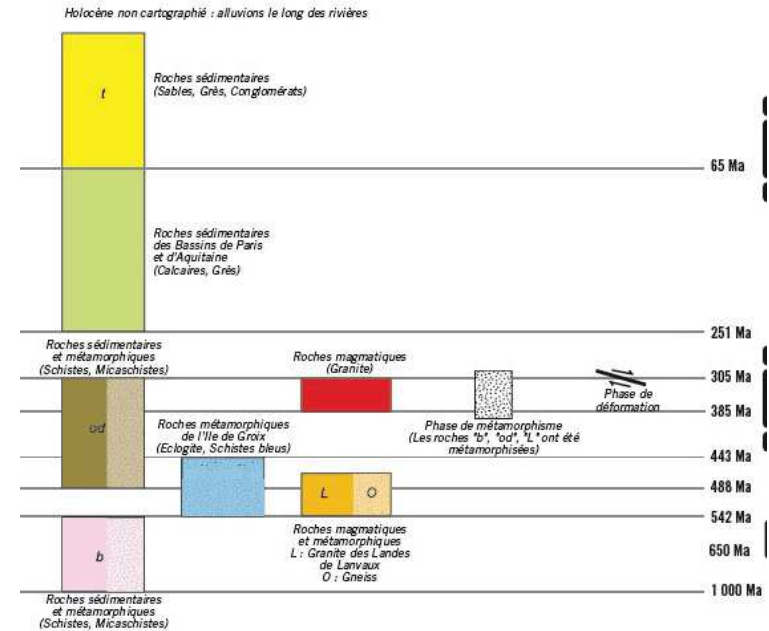 Holocène non cartographié : alluvions le long des rivières
t
Roches sédimentaires
(Sables, Grès, Conglomérats)
65 Ma
Roches sédimentaires
des Bassins de Paris
et d'Aquitaine
(Calcaires, Grès)
251 Ma
Roches sédimentaires
et métamorphiques
(Schistes, Micaschistes)
Roches magmatiques
(Granite)
305 Ma
Phase de
déformation
385 Ma
od
Roches métamorphiques
de l'Ile de Groix
(Eclogite, Schistes bleus)
Phase de métamorphisme
(Les roches "b", "od", "L" ont été
métamorphisées)
443 Ma
L
O
488 Ma
542 Ma
Roches magmatiques
et métamorphiques
L : Granite des Landes
de Lanvaux
O : Gneiss
b
650 Ma
1 000 Ma
Roches sédimentaires
et métamorphiques
(Schistes, Micaschistes)